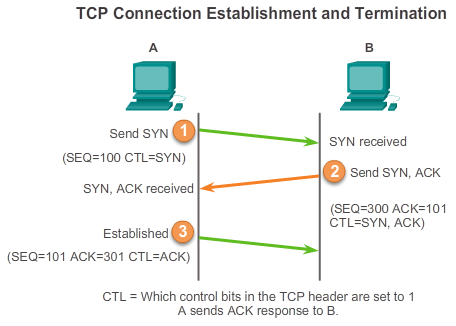 TCP Connection Establishment and Termination
A
B
Send SYN 1
SYN received
(SEQ=100 CTL=SYN)
2 Send SYN, ACK
SYN, ACK received
(SEQ=300 ACK=101
CTL=SYN, ACK)
Established 3
(SEQ=101 ACK=301 CTL=ACK)
CTL = Which control bits in the TCP header are set to 1
A sends ACK response to B.